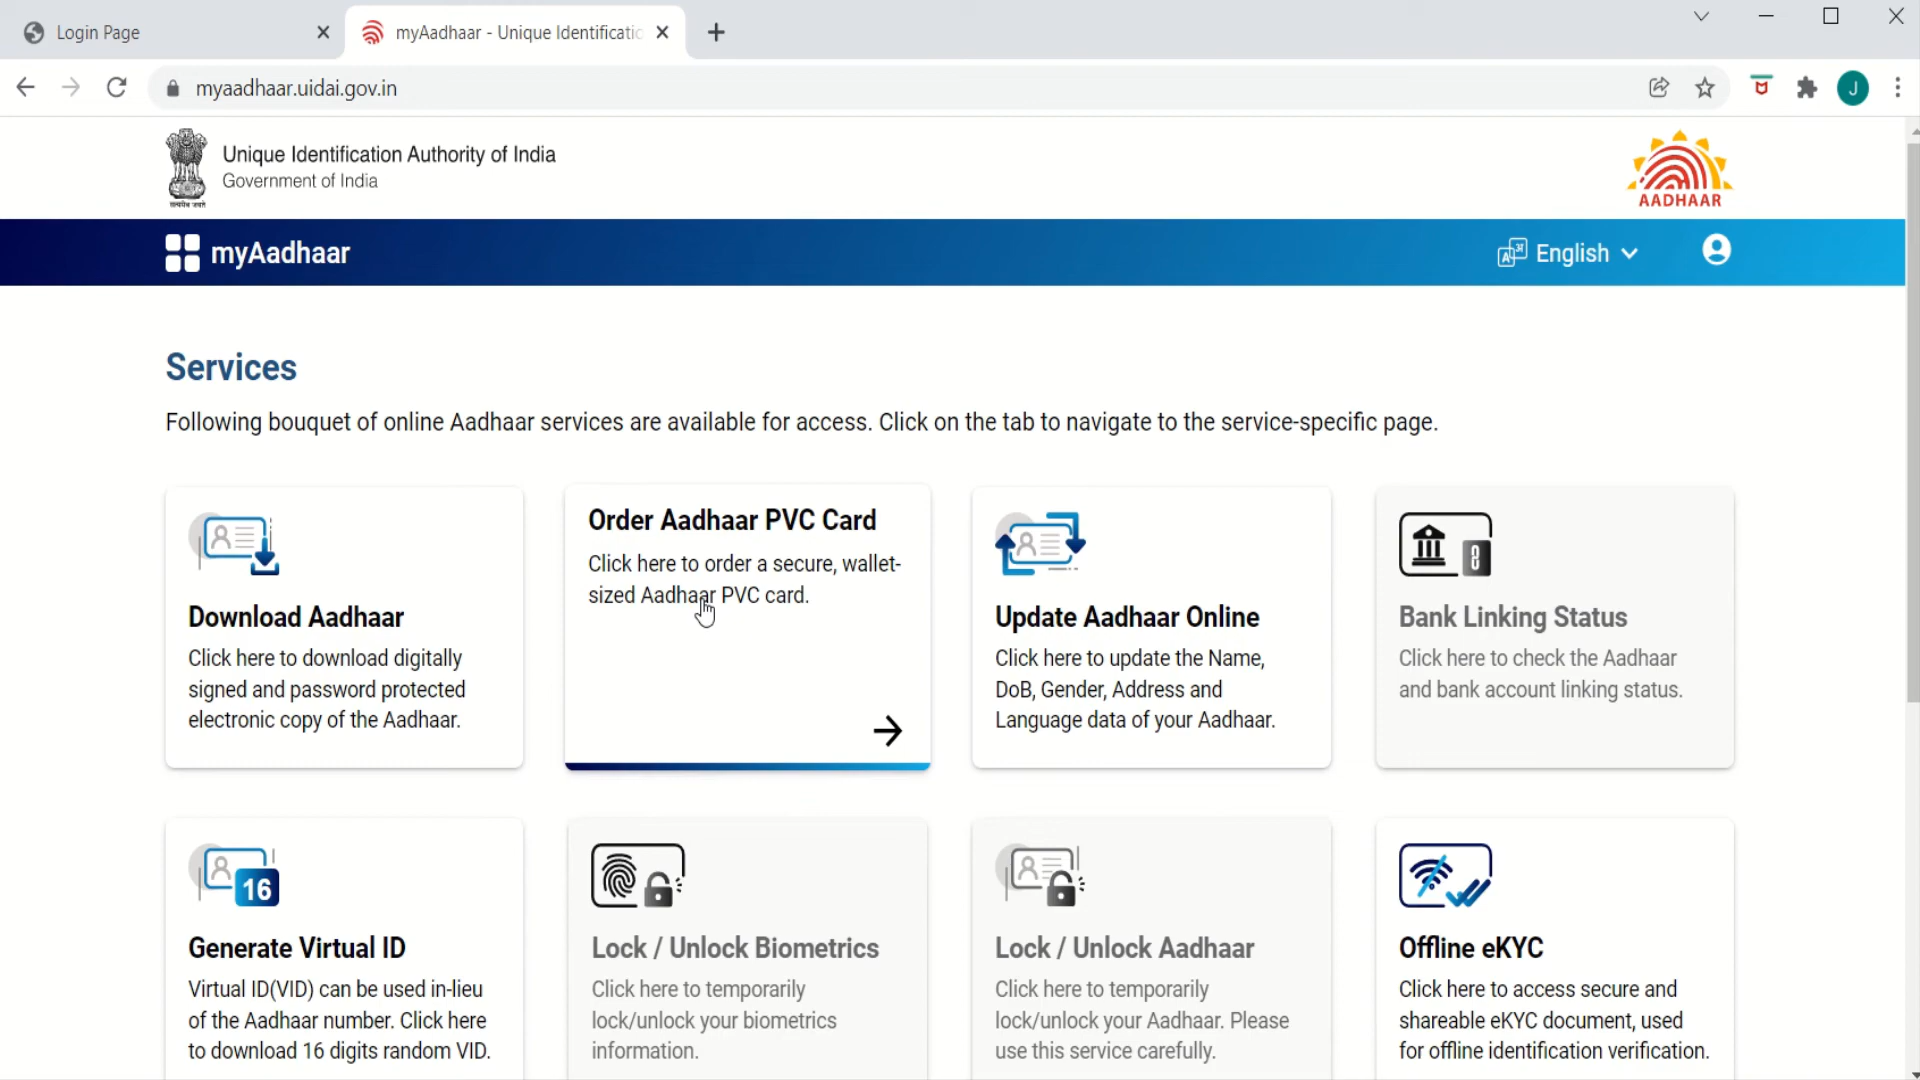 Login Page
myAadhaar - Unique Identificatic
myaadhaar.uidai.gov.in
J
Unique Identification Authority of India
Government of India
सत्यमेव जयते
AADHAAR
myAadhaar
English
Services
Following bouquet of online Aadhaar services are available for access. Click on the tab to navigate to the service-specific page.
Download Aadhaar
Click here to download digitally
signed and password protected
electronic copy of the Aadhaar.
Order Aadhaar PVC Card
Click here to order a secure, wallet-
sized Aadhaar PVC card.
Update Aadhaar Online
Click here to update the Name,
DoB, Gender, Address and
Language data of your Aadhaar.
Bank Linking Status
Click here to check the Aadhaar
and bank account linking status.
16
Generate Virtual ID
Virtual ID(VID) can be used in-lieu
of the Aadhaar number. Click here
to download 16 digits random VID.
Lock / Unlock Biometrics
Click here to temporarily
lock/unlock your biometrics
information.
Lock / Unlock Aadhaar
Click here to temporarily
lock/unlock your Aadhaar. Please
use this service carefully.
Offline eKYC
Click here to access secure and
shareable eKYC document, used
for offline identification verification.